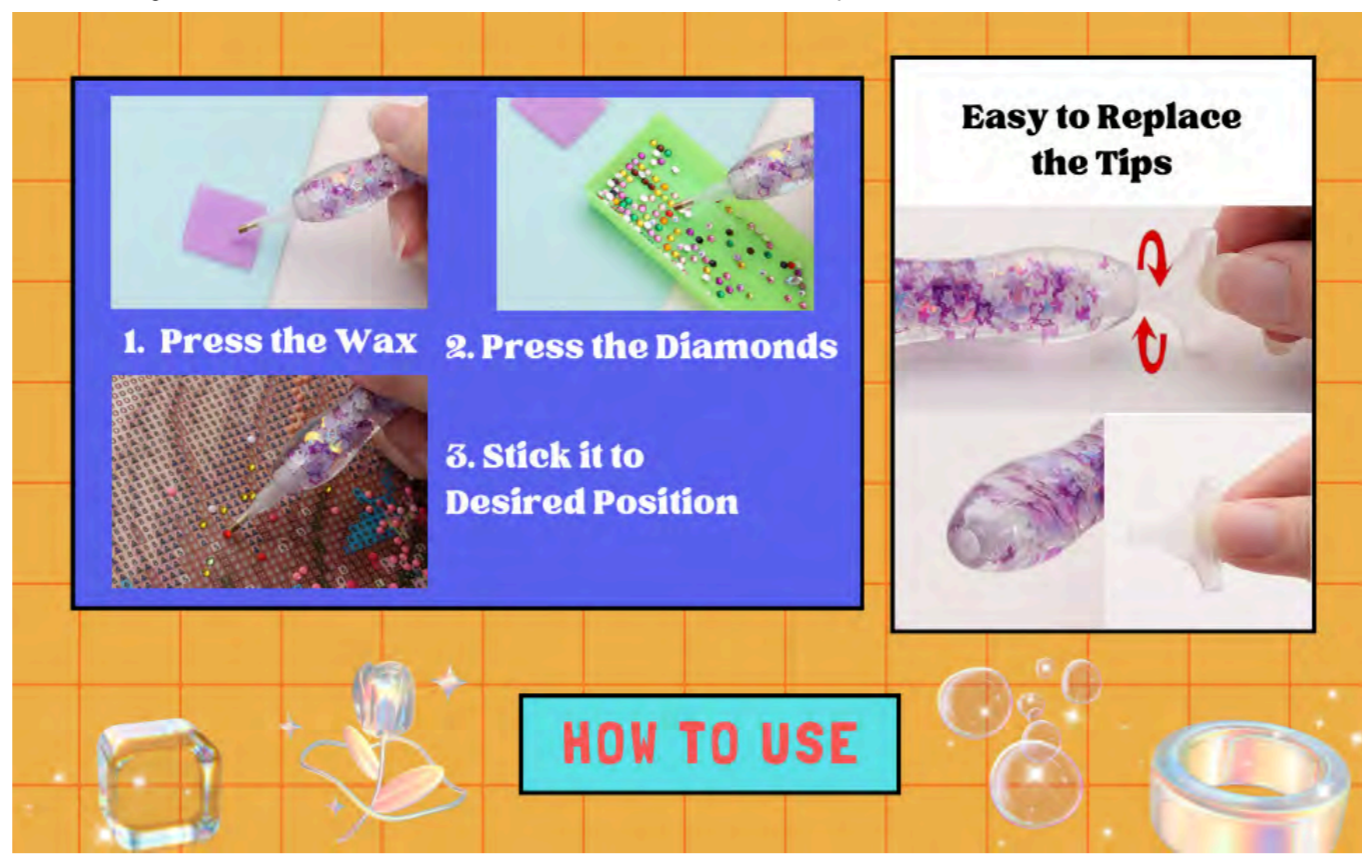 1. Press the Wax
2. Press the Diamonds
3. Stick it to
Desired Position
Easy to Replace
the Tips
HOW TO USE